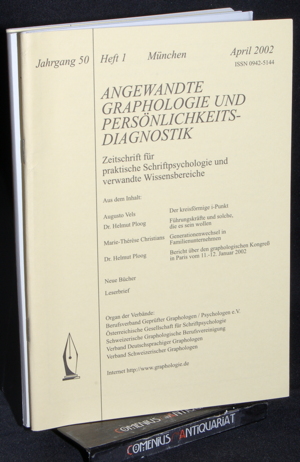 Jahrgang 50 Heft 1 München April 2002
ISSN 0942-5144
ANGEWANDTE
GRAPHOLOGIE UND
PERSÖNLICHKEITS-
DIAGNOSTIK
Zeitschrift für
praktische Schriftpsychologie und
verwandte Wissensbereiche
Aus dem Inhalt:
Augusto Vels Der kreisförmige i-Punkt
Dr. Helmut Ploog Führungskräfte und solche,
die es sein wollen
Marie-Thérèse Christians Generationenwechsel in
Familienunternehmen
Dr. Helmut Ploog Bericht über den graphologischen Kongreß
in Paris vom 11.-12. Januar 2002
Neue Bücher
Leserbrief
Organ der Verbände:
Berufsverband Geprüfter Graphologen / Psychologen e.V.
Österreichische Gesellschaft für Schriftpsychologie
Schweizerische Graphologische Berufsvereinigung
Verband Deutschsprachiger Graphologen
Verband Schweizerischer Graphologen
Internet http://www.graphologie.de
COMENIUS ANTIQUARIAT